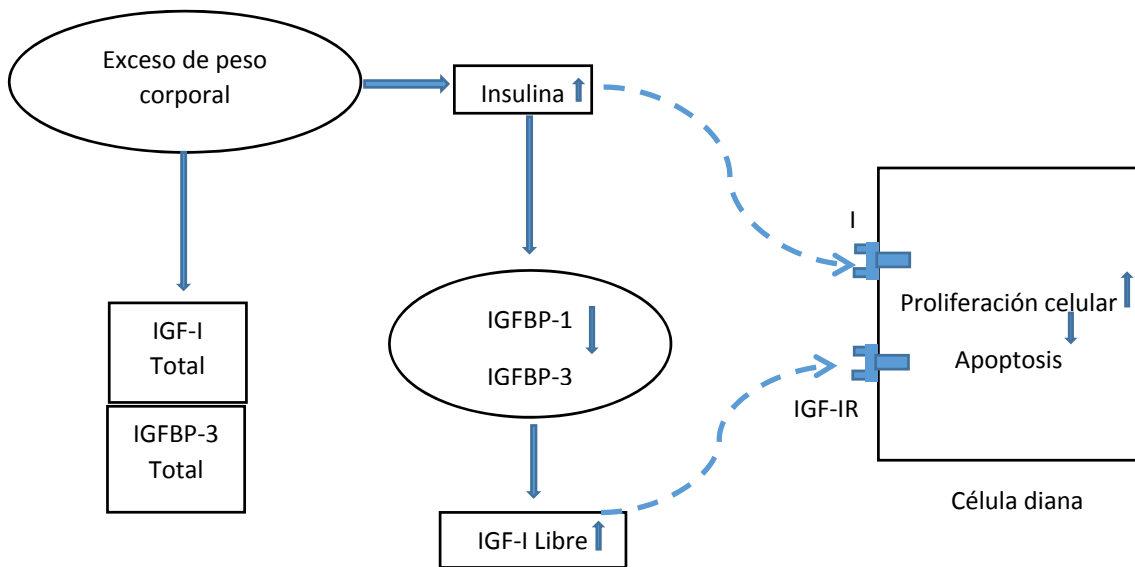 Exceso de peso
corporal
Insulina
I
Proliferación celular
Apoptosis
IGF-I
Total
IGFBP-3
Total
IGFBP-1
IGFBP-3
IGF-IR
IGF-I Libre
Célula diana